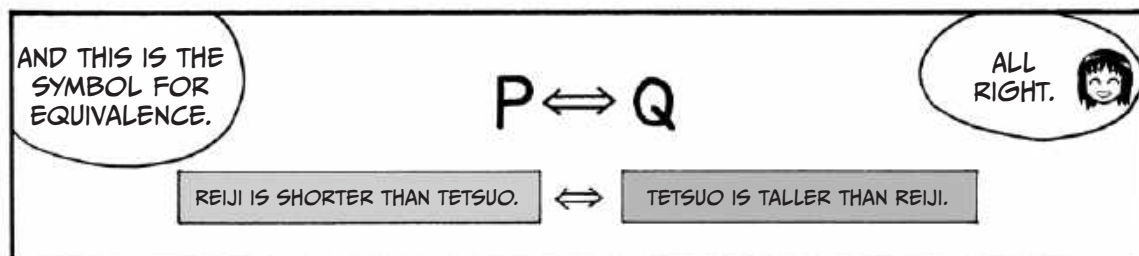 AND THIS IS THE
SYMBOL FOR
EQUIVALENCE.
P ⇔ Q
ALL
RIGHT.
REIJI IS SHORTER THAN TETSUO. ⇔ TETSUO IS TALLER THAN REIJI.